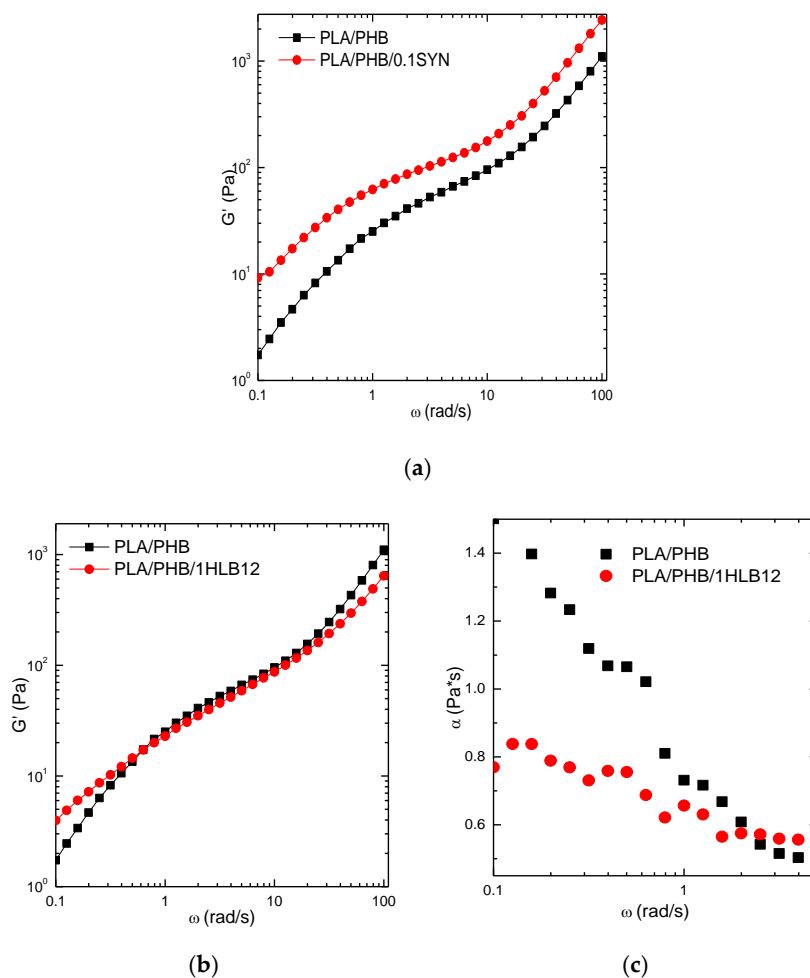 PLA/PHB
PLA/PHB/0.1SYN
G' (Pa)
10³
10²
10¹
10⁰
0.1
1
10
100
ω (rad/s)
(a)
PLA/PHB
PLA/PHB/1HLB12
G' (Pa)
10³
10²
10¹
10⁰
0.1
1
10
100
ω (rad/s)
(b)
PLA/PHB
PLA/PHB/1HLB12
α (Pa*s)
1.4
1.2
1.0
0.8
0.6
0.1
1
ω (rad/s)
(c)